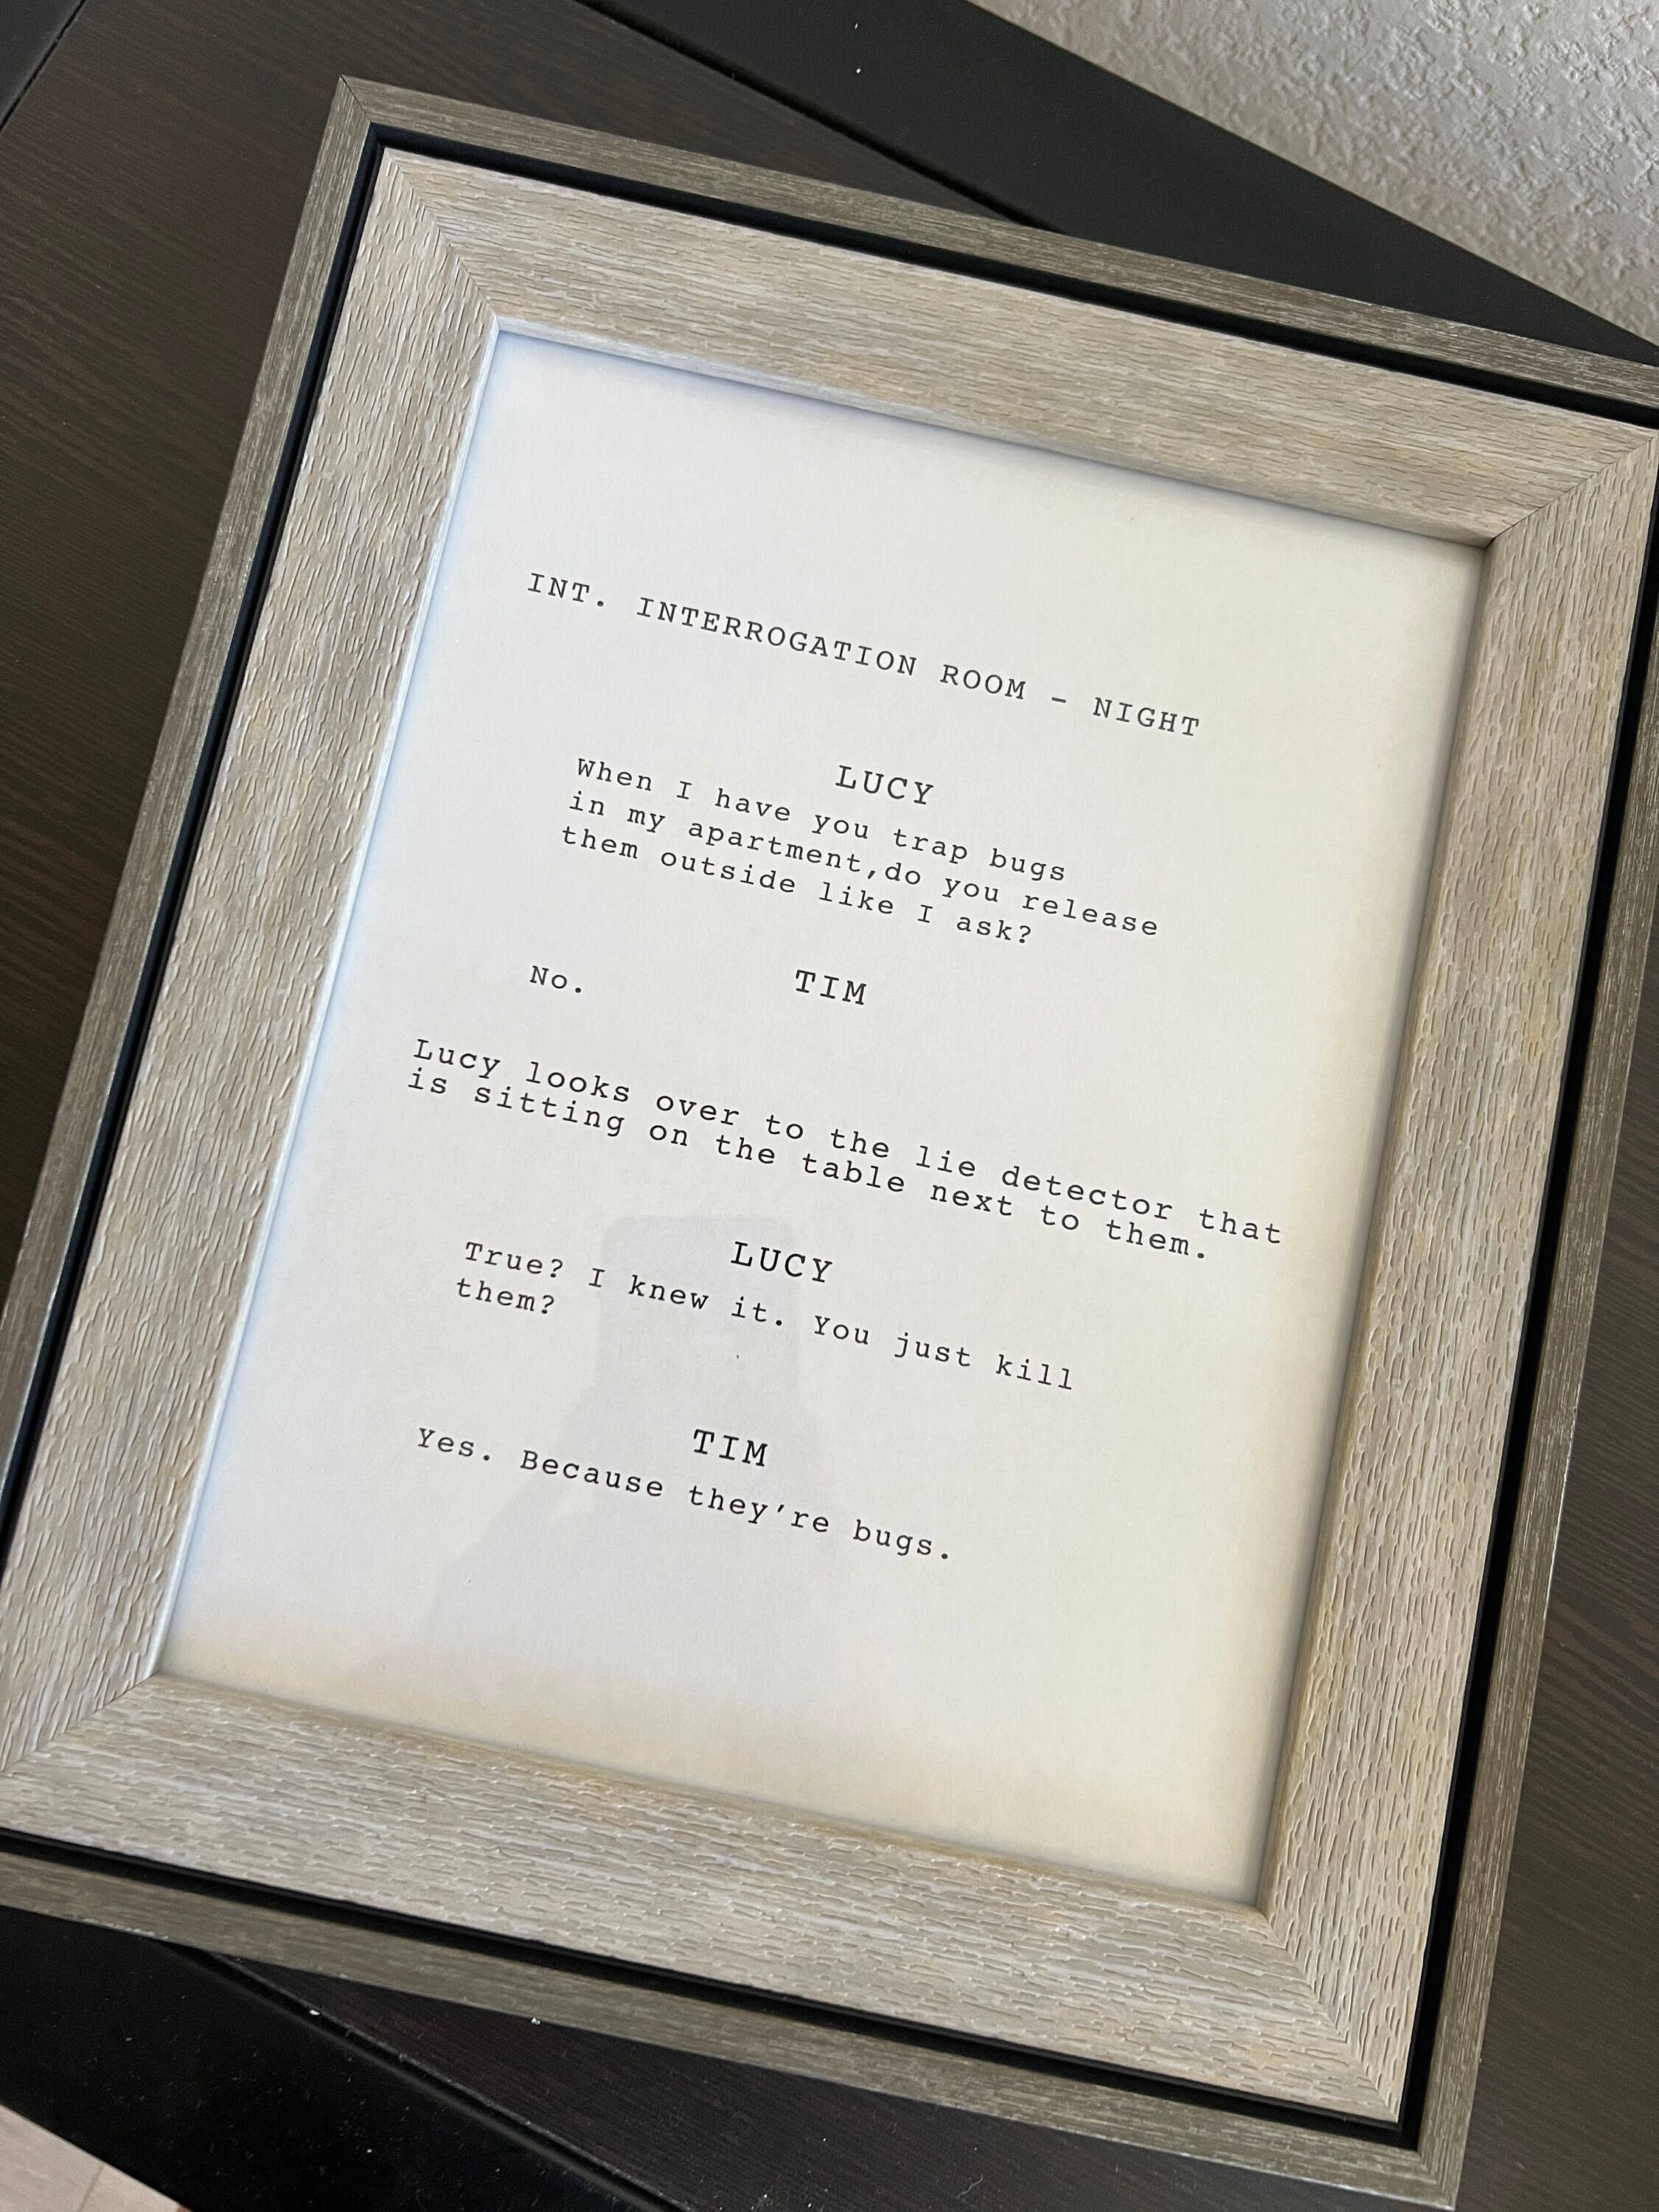 INT. INTERROGATION ROOM - NIGHT
LUCY
When I have you trap bugs
in my apartment,do you release
them outside like I ask?
TIM
No.
Lucy looks over to the lie detector that
is sitting on the table next to them.
LUCY
True? I knew it. You just kill
them?
TIM
Yes. Because they're bugs.